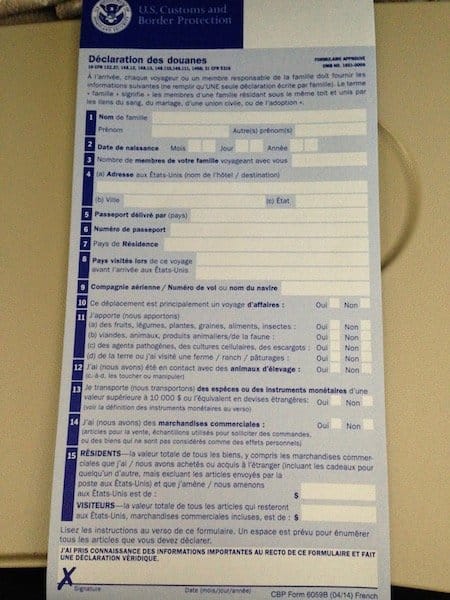 U.S. Customs and
Border Protection
Déclaration des douanes
FORMULAIRE APPROUVÉ
OMB NO. 1651-0009
À l'arrivée, chaque voyageur ou un membre responsable de la famille doit fournir les
informations suivantes (ne remplir qu'UNE seule déclaration écrite par famille). Le terme
« famille » signifie « les membres d'une famille résidant sous le même toit et unis par
les liens du sang, du mariage, d'une union civile, ou de l'adoption ».
1 Nom de famille
Prénom Autre(s) prénom(s)
2 Date de naissance Mois Jour Année
3 Nombre de membres de votre famille voyageant avec vous
4 (a) Adresse aux États-Unis (nom de l'hôtel / destination)
(b) Ville (c) État
5 Passeport délivré par (pays)
6 Numéro de passeport
7 Pays de Résidence
8 Pays visités lors de ce voyage
avant l'arrivée aux États-Unis
9 Compagnie aérienne / Numéro de vol ou nom du navire
10 Ce déplacement est principalement un voyage d'affaires : Oui Non
11 J'apporte (nous apportons)
(a) des fruits, légumes, plantes, graines, aliments, insectes : Oui Non
(b) viandes, animaux, produits animaliers/de la faune : Oui Non
(c) des agents pathogènes, des cultures cellulaires, des escargots : Oui Non
(d) de la terre ou j'ai visité une ferme / ranch / pâturages : Oui Non
12 J'ai (nous avons) été en contact avec des animaux d'élevage : Oui Non
(c.-à-d. les toucher ou manipuler)
13 Je transporte (nous transportons) des espèces ou des instruments monétaires d'une
valeur supérieure à 10 000 $ ou l'équivalent en devises étrangères: Oui Non
(voir la définition des instruments monétaires au verso)
14 J'ai (nous avons) des marchandises commerciales : Oui Non
(articles pour la vente, échantillons utilisés pour solliciter des commandes,
ou des biens qui ne sont pas considérés comme des effets personnels)
15 RÉSIDENTS—la valeur totale de tous les biens, y compris les marchandises commer-
ciales que j'ai / nous avons achetés ou acquis à l'étranger (incluant les cadeaux pour
quelqu'un d'autre, mais excluant les articles envoyés par la
poste aux États-Unis) et que j'amène / nous amenons
aux États-Unis est de : $
VISITEURS—la valeur totale de tous les articles qui resteront
aux États-Unis, marchandises commerciales incluses, est de : $
Lisez les instructions au verso de ce formulaire. Un espace est prévu pour énumérer
tous les articles que vous devez déclarer.
J'AI PRIS CONNAISSANCE DES INFORMATIONS IMPORTANTES AU RECTO DE CE FORMULAIRE ET FAIT
UNE DÉCLARATION VÉRIDIQUE.
X
Signature Date (mois/jour/année)
CBP Form 6059B (04/14) French